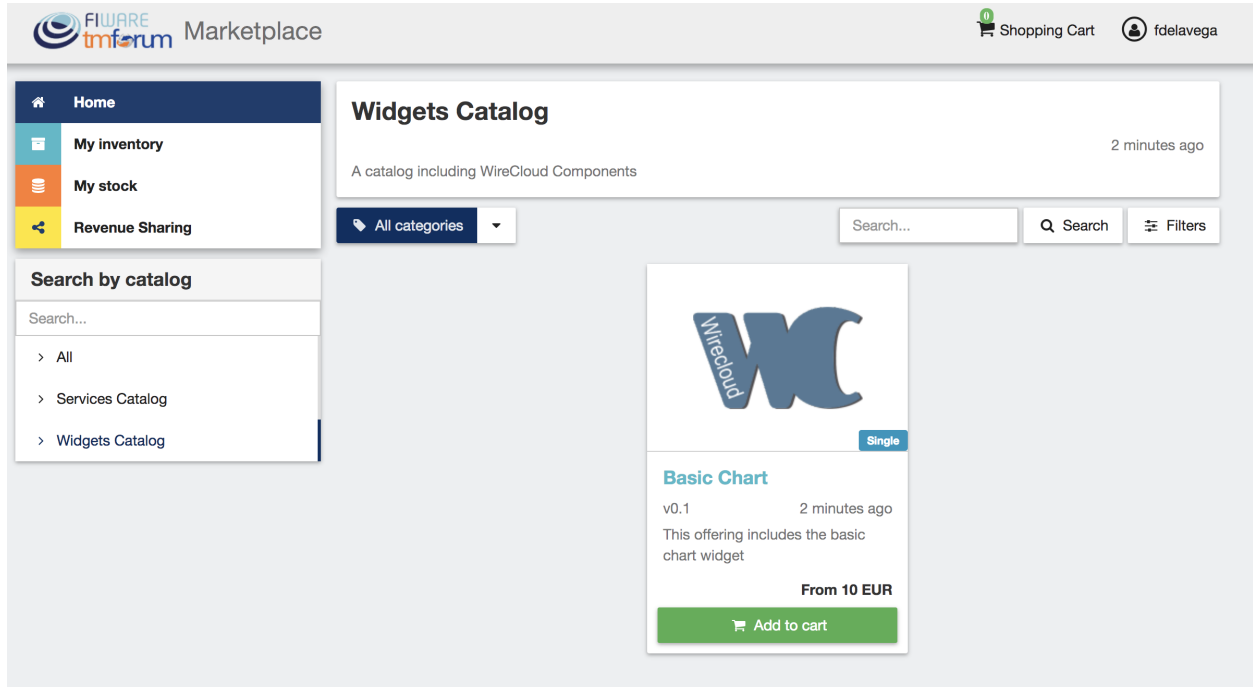 FIWARE
tmforum
Marketplace
0
Shopping Cart
fdelavega
Home
My inventory
My stock
Revenue Sharing
Search by catalog
Search...
All
Services Catalog
Widgets Catalog
Widgets Catalog
2 minutes ago
A catalog including WireCloud Components
All categories
Search...
Search
Filters
Wirecloud
WC
Single
Basic Chart
v0.1
2 minutes ago
This offering includes the basic
chart widget
From 10 EUR
Add to cart